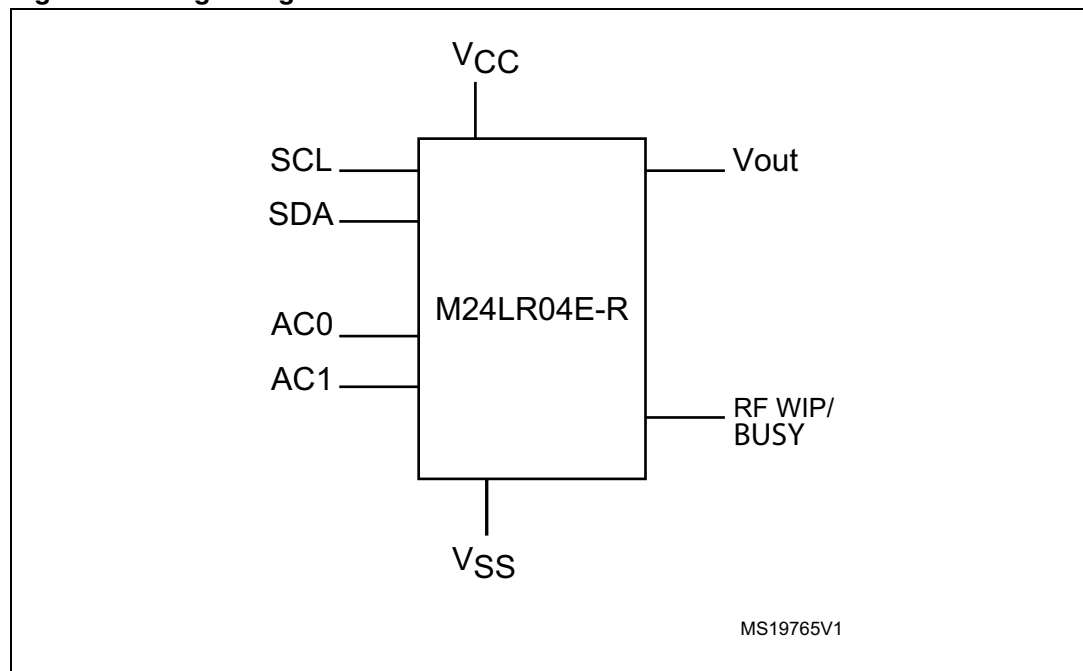 VCC
SCL
Vout
SDA
M24LR04E-R
AC0
AC1
RF WIP/
BUSY
VSS
MS19765V1